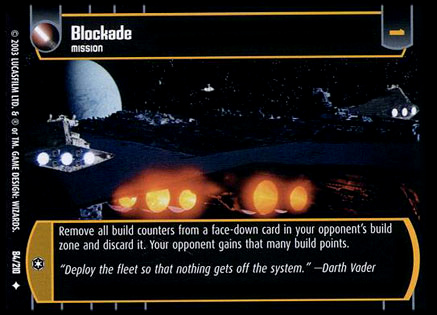 Blockade
MISSION
Remove all build counters from a face-down card in your opponent's build
zone and discard it. Your opponent gains that many build points.
"Deploy the fleet so that nothing gets off the system." –Darth Vader
© 2003 LUCASFILM LTD. & ® or TM. GAME DESIGN: WIZARDS.
84/210